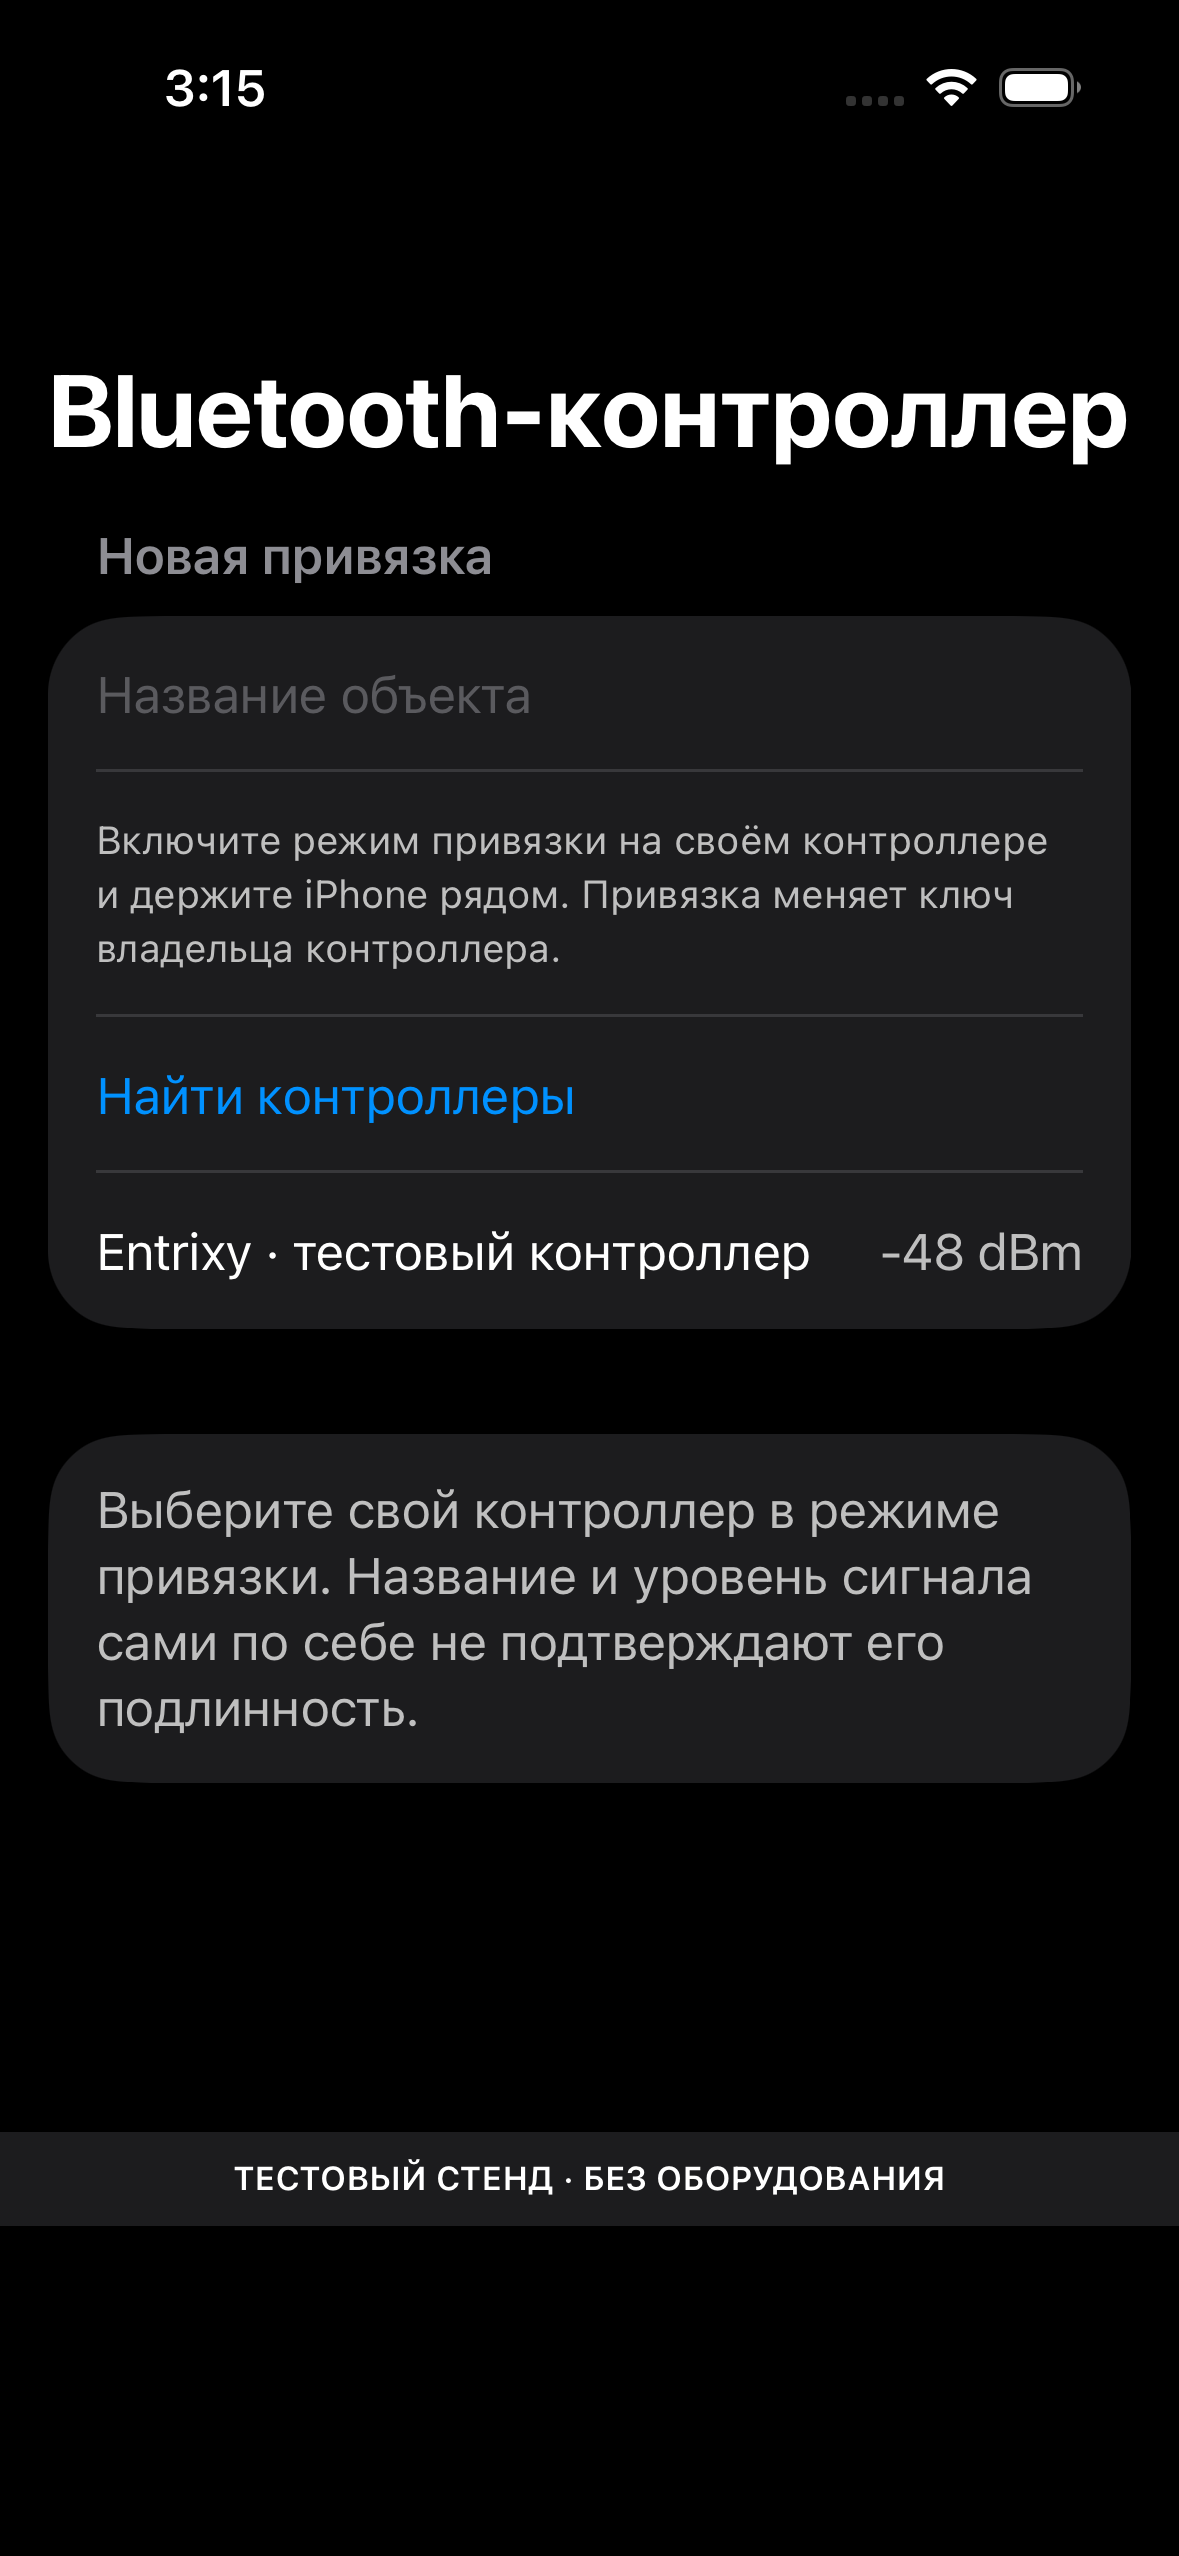 3:15
Bluetooth-контроллер
Новая привязка
Название объекта
Включите режим привязки на своём контроллере
и держите iPhone рядом. Привязка меняет ключ
владельца контроллера.
Найти контроллеры
Entrixy · тестовый контроллер -48 dBm
Выберите свой контроллер в режиме
привязки. Название и уровень сигнала
сами по себе не подтверждают его
подлинность.
ТЕСТОВЫЙ СТЕНД · БЕЗ ОБОРУДОВАНИЯ